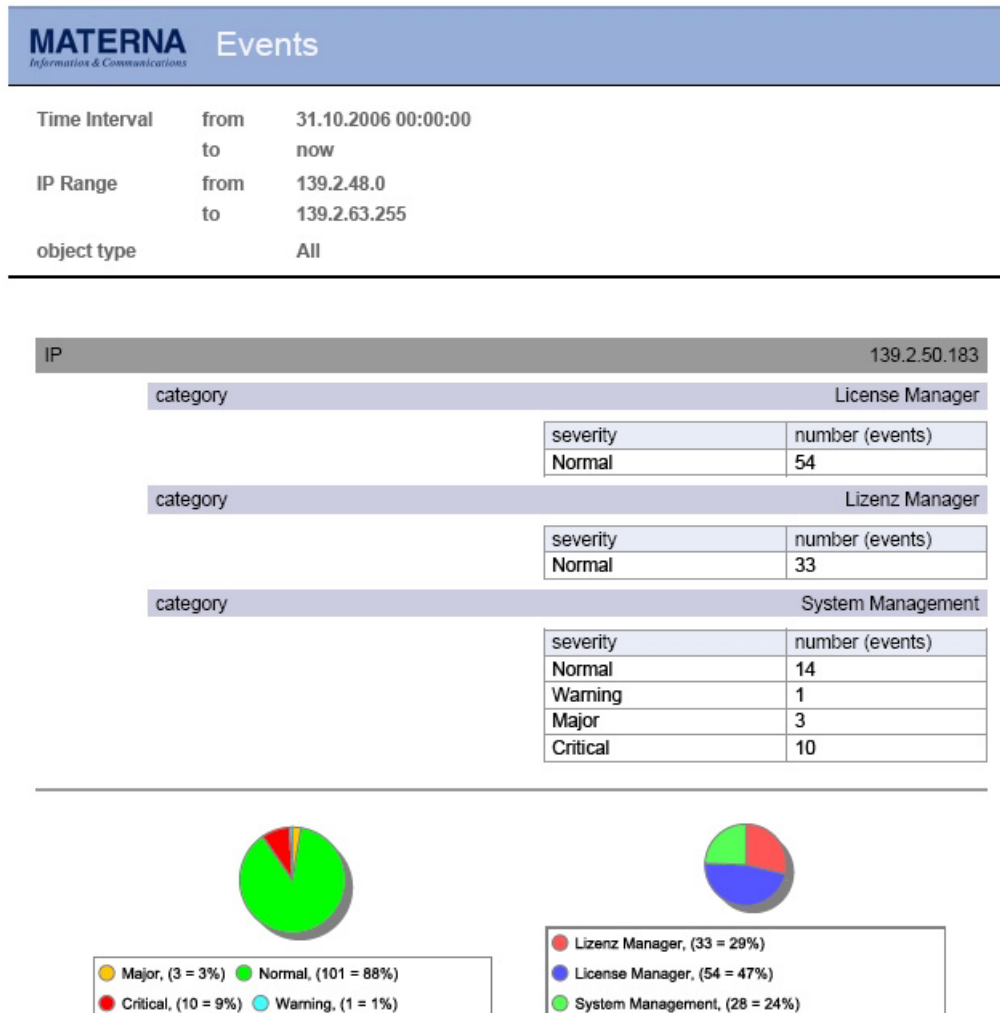 MATERNA Events
Information & Communications
Time Interval from 31.10.2006 00:00:00
to now
IP Range from 139.2.48.0
to 139.2.63.255
object type All
IP 139.2.50.183
category License Manager
severity number (events)
Normal 54
category Lizenz Manager
severity number (events)
Normal 33
category System Management
severity number (events)
Normal 14
Warning 1
Major 3
Critical 10
Major, (3 = 3%) Normal, (101 = 88%)
Critical, (10 = 9%) Warning, (1 = 1%)
Lizenz Manager, (33 = 29%)
License Manager, (54 = 47%)
System Management, (28 = 24%)